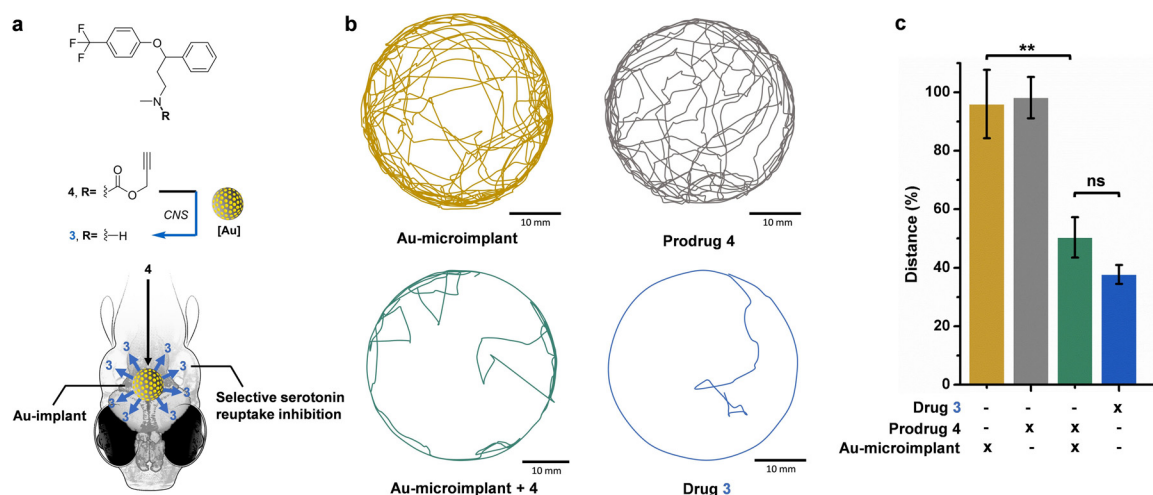 a
F
F
F
O
N
R
4, R=
O
O
CNS
3, R=
H
[Au]
4
3
3
3
3
3
3
3
3
Au-implant
Selective serotonin
reuptake inhibition
b
10 mm
Au-microimplant
10 mm
Prodrug 4
10 mm
Au-microimplant + 4
10 mm
Drug 3
c
**
ns
Distance (%)
100
80
60
40
20
0
Drug 3 - - - x
Prodrug 4 - x x -
Au-microimplant x - x -